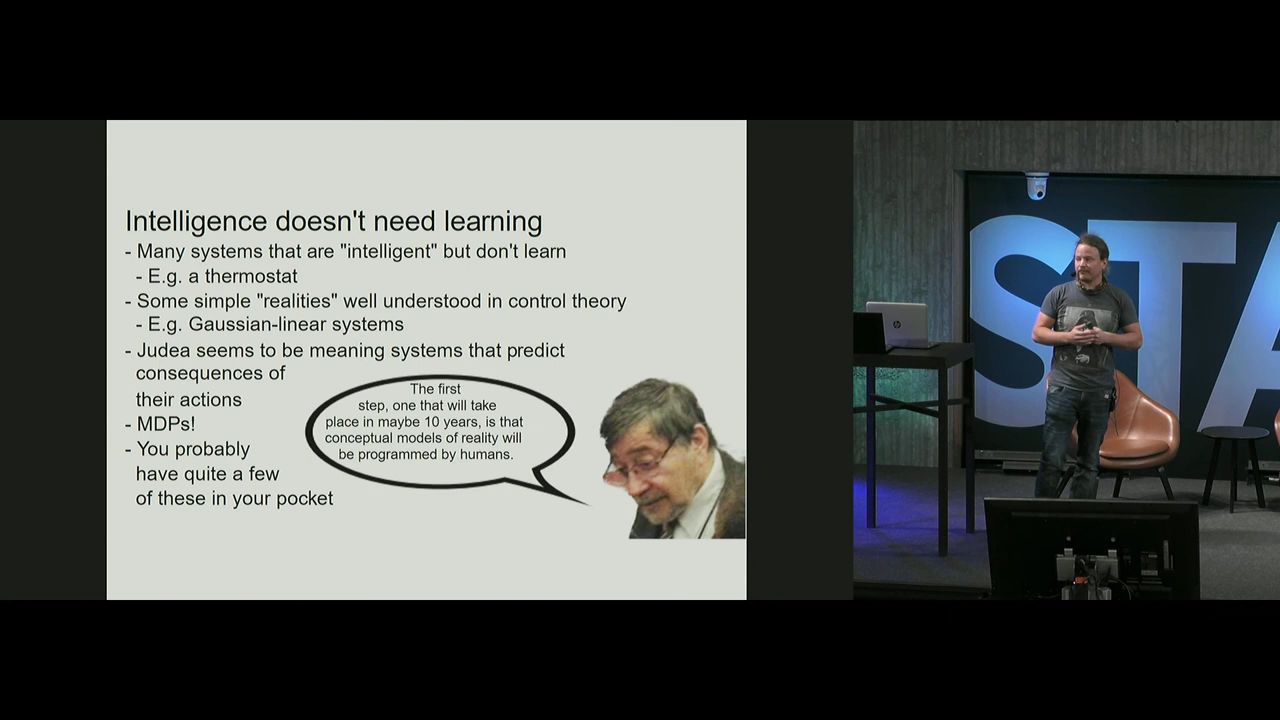 Intelligence doesn't need learning
- Many systems that are "intelligent" but don't learn
- E.g. a thermostat
- Some simple "realities" well understood in control theory
- E.g. Gaussian-linear systems
- Judea seems to be meaning systems that predict
consequences of
their actions
- MDPs!
- You probably
have quite a few
of these in your pocket
The first
step, one that will take
place in maybe 10 years, is that
conceptual models of reality will
be programmed by humans.
STA
hp